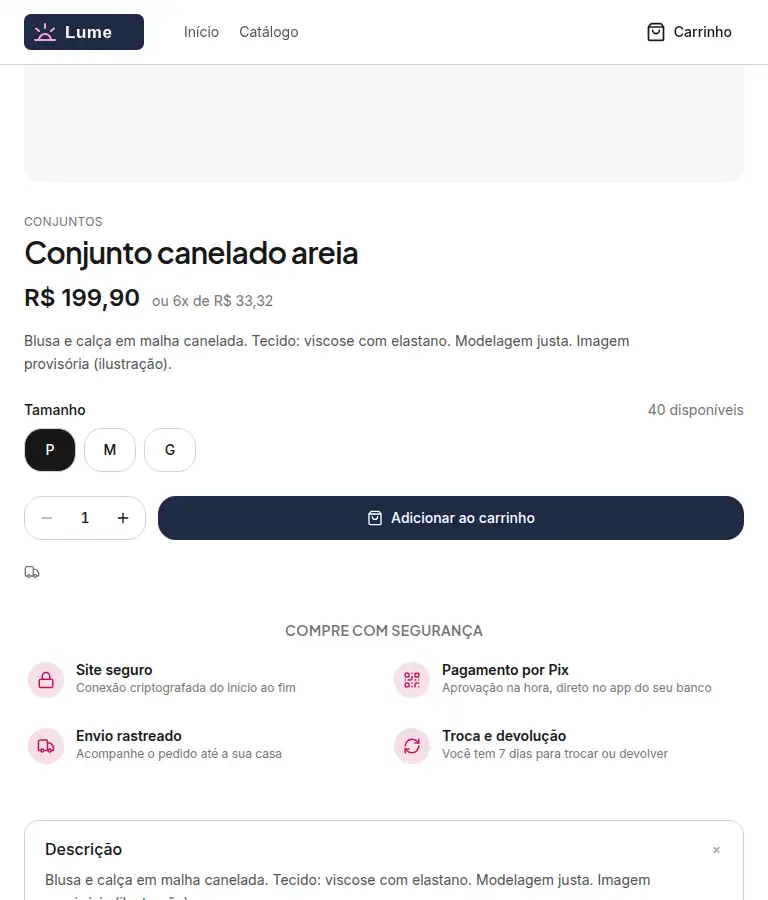 Lume
Início
Catálogo
Carrinho
CONJUNTOS
Conjunto canelado areia
R$ 199,90 ou 6x de R$ 33,32
Blusa e calça em malha canelada. Tecido: viscose com elastano. Modelagem justa. Imagem
provisória (ilustração).
Tamanho
40 disponíveis
P
M
G
− 1 +
Adicionar ao carrinho
COMPRE COM SEGURANÇA
Site seguro
Conexão criptografada do início ao fim
Pagamento por Pix
Aprovação na hora, direto no app do seu banco
Envio rastreado
Acompanhe o pedido até a sua casa
Troca e devolução
Você tem 7 dias para trocar ou devolver
Descrição
×
Blusa e calça em malha canelada. Tecido: viscose com elastano. Modelagem justa. Imagem